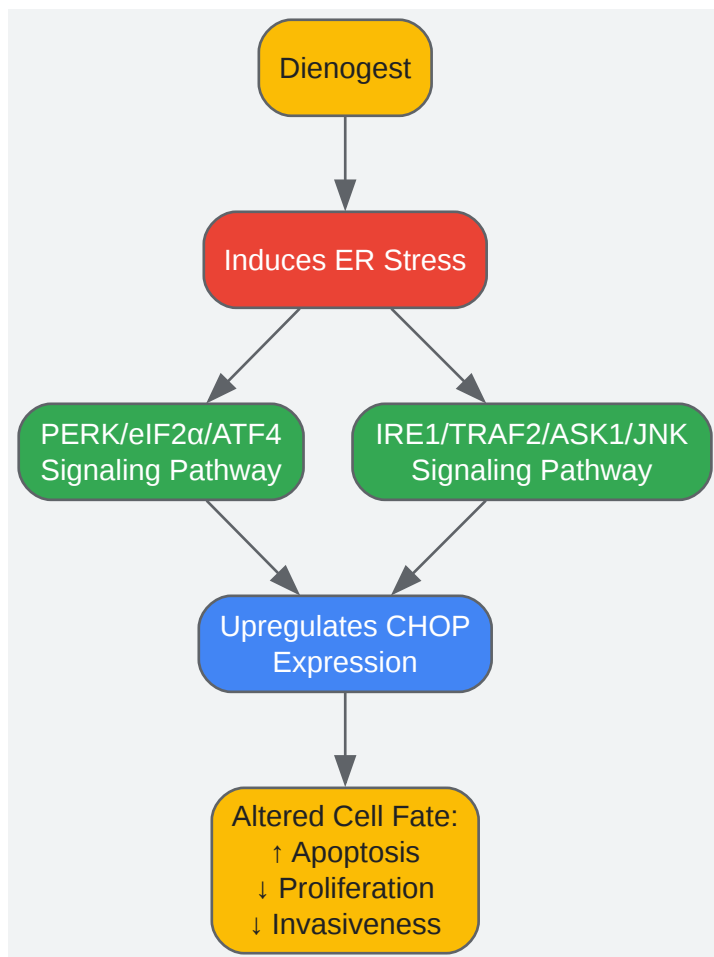 Dienogest
Induces ER Stress
PERK/eIF2α/ATF4
Signaling Pathway
IRE1/TRAF2/ASK1/JNK
Signaling Pathway
Upregulates CHOP
Expression
Altered Cell Fate:
↑ Apoptosis
↓ Proliferation
↓ Invasiveness